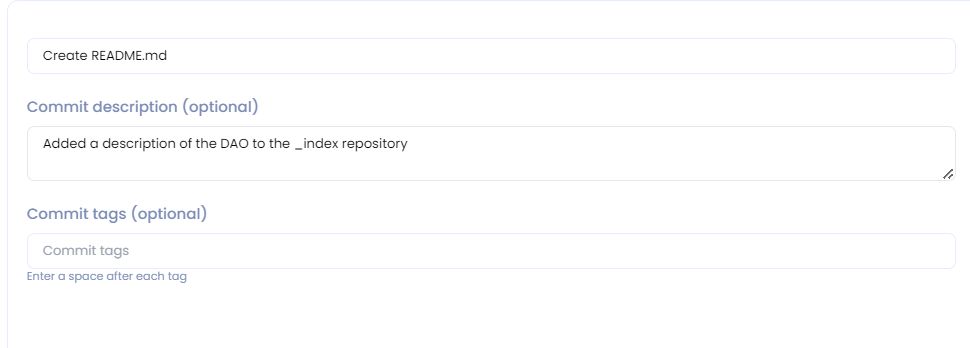 Create README.md
Commit description (optional)
Added a description of the DAO to the _index repository
Commit tags (optional)
Commit tags
Enter a space after each tag